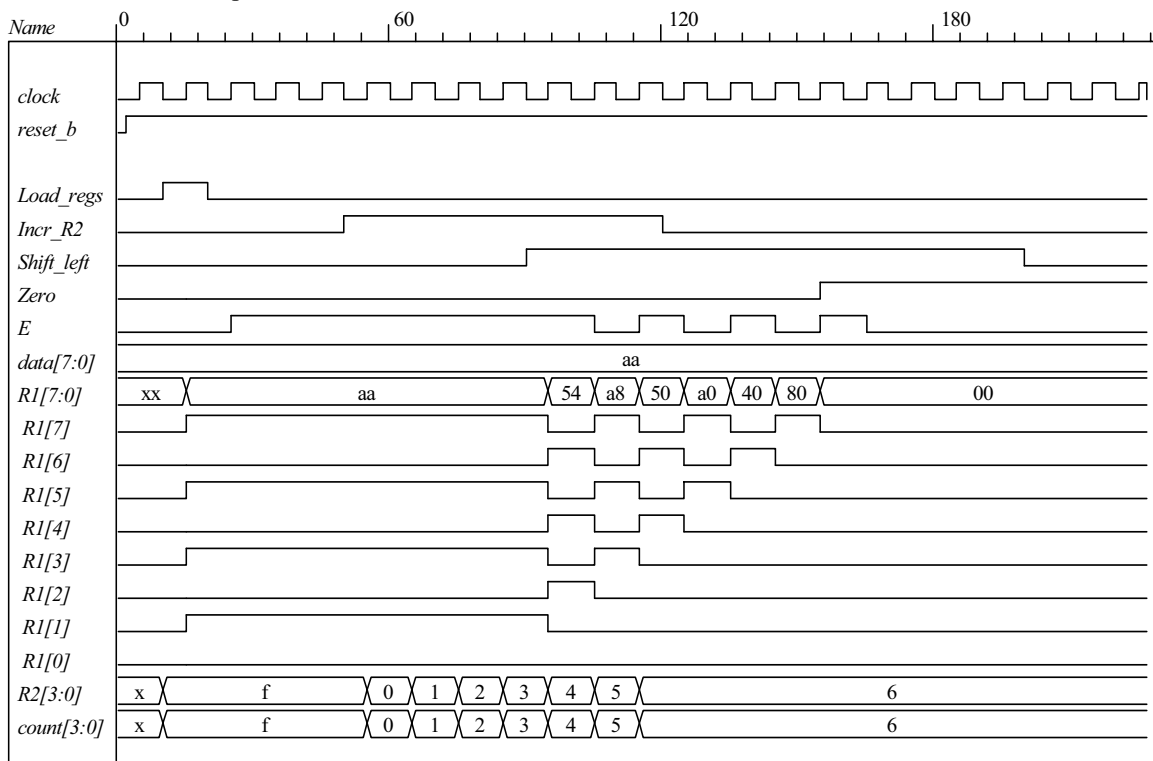 Name 0 60 120 180
clock
reset_b
Load_regs
Incr_R2
Shift_left
Zero
E
data[7:0] aa
R1[7:0] xx aa 54 a8 50 a0 40 80 00
R1[7]
R1[6]
R1[5]
R1[4]
R1[3]
R1[2]
R1[1]
R1[0]
R2[3:0] x f 0 1 2 3 4 5 6
count[3:0] x f 0 1 2 3 4 5 6